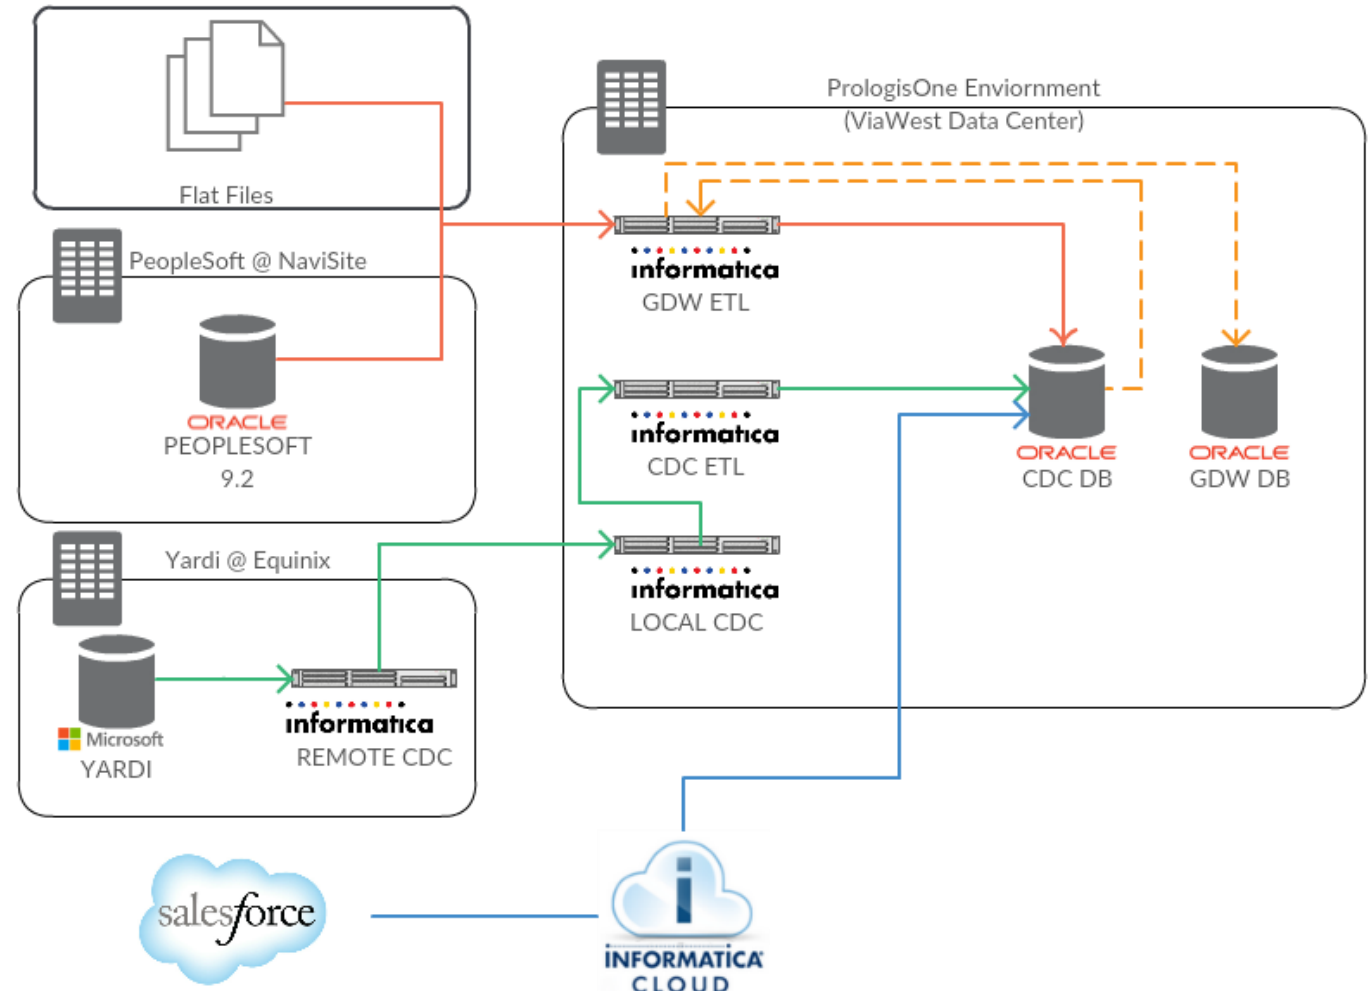 Flat Files
PeopleSoft @ NaviSite
ORACLE
PEOPLESOFT
9.2
Yardi @ Equinix
Microsoft
YARDI
informatica
REMOTE CDC
PrologisOne Enviornment
(ViaWest Data Center)
informatica
GDW ETL
informatica
CDC ETL
informatica
LOCAL CDC
ORACLE
CDC DB
ORACLE
GDW DB
salesforce
i
INFORMATICA
CLOUD